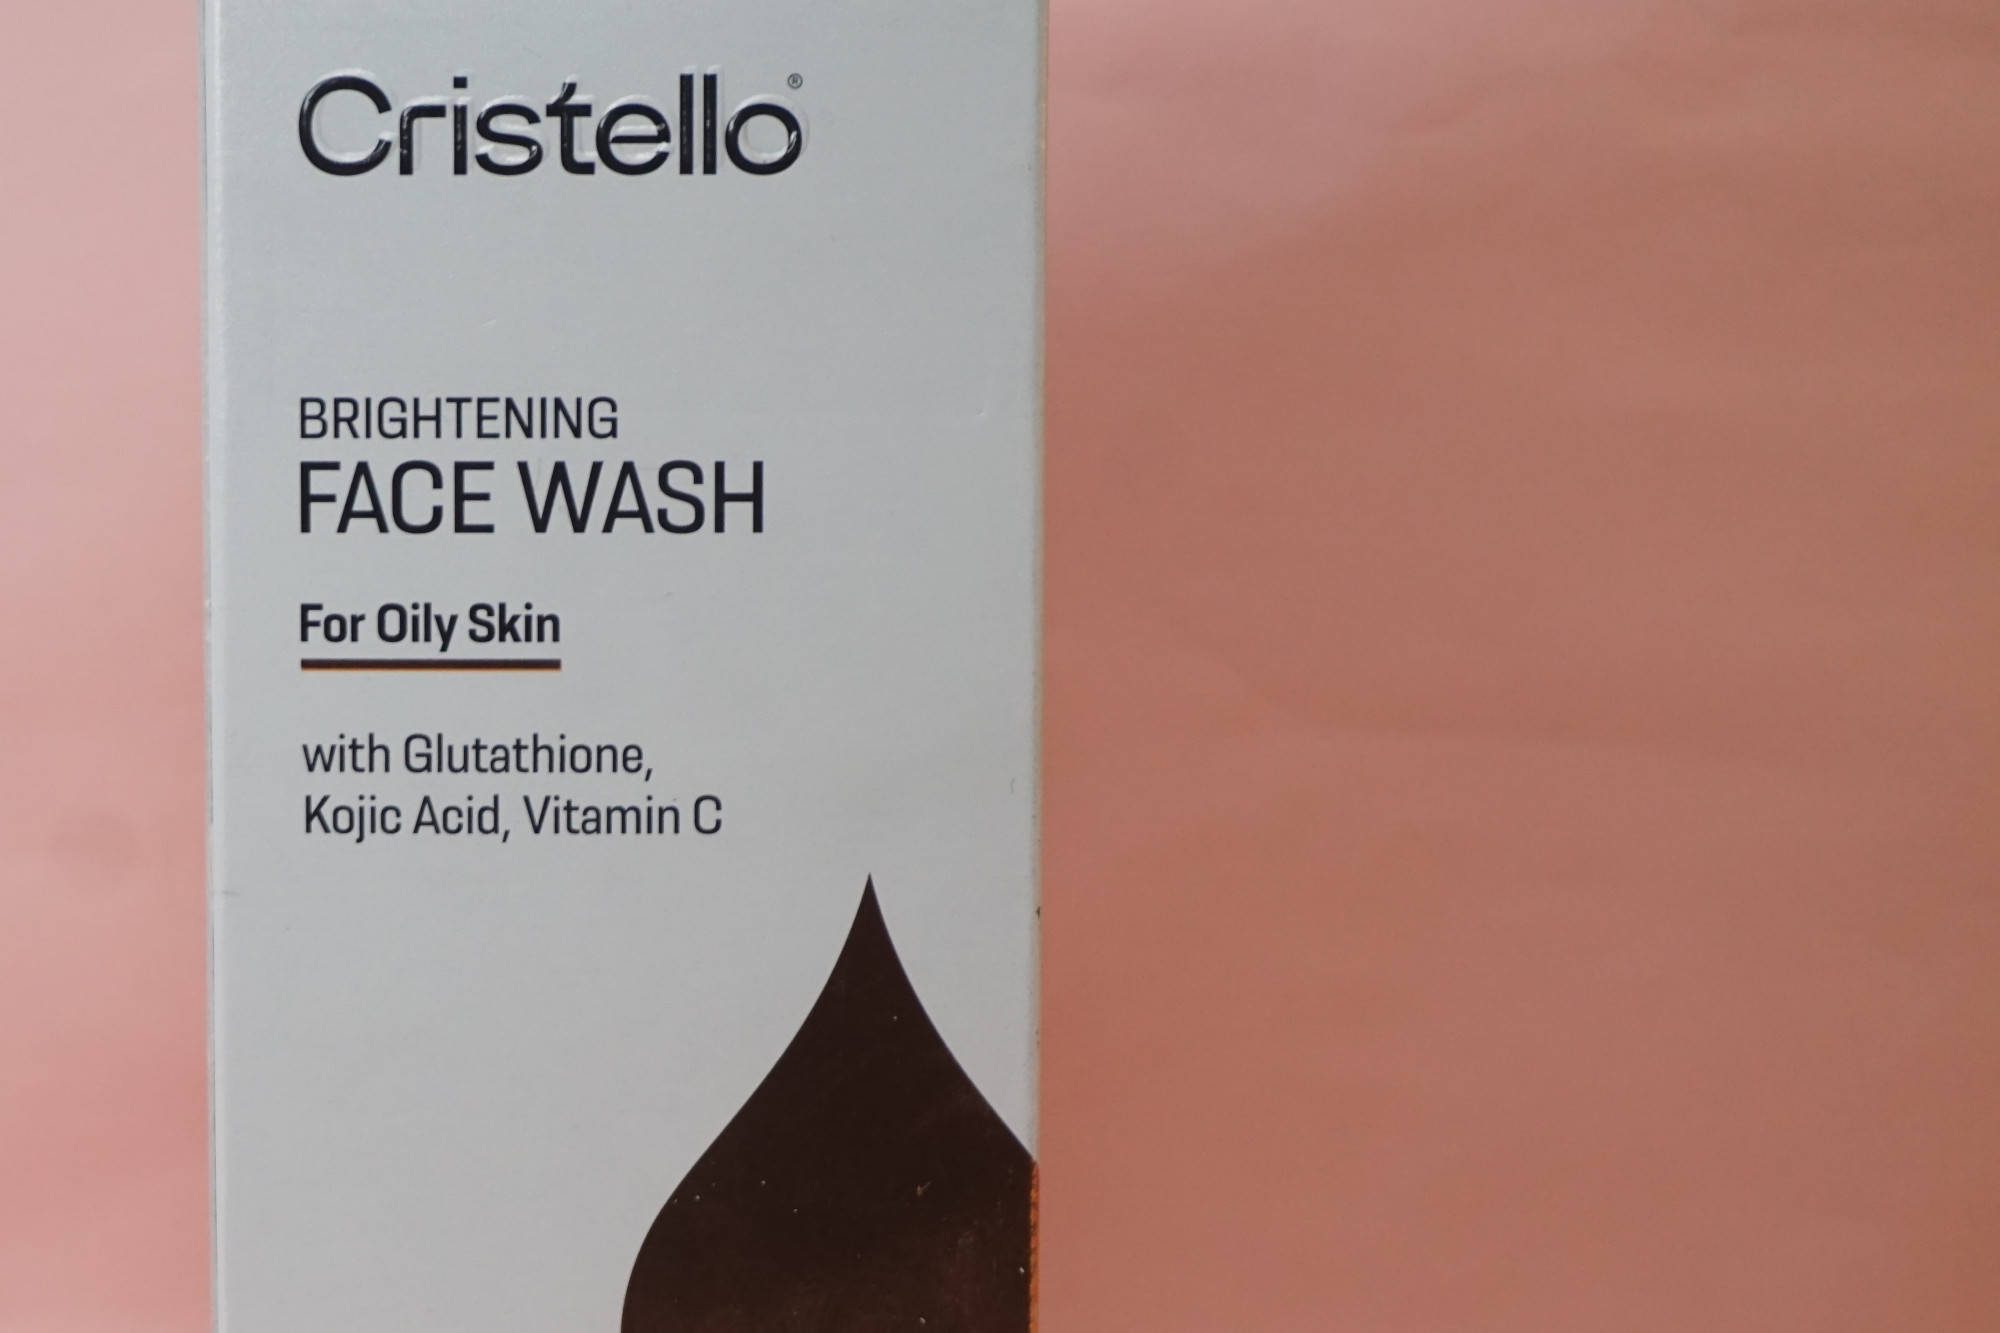 Cristello®
BRIGHTENING
FACE WASH
For Oily Skin
with Glutathione,
Kojic Acid, Vitamin C